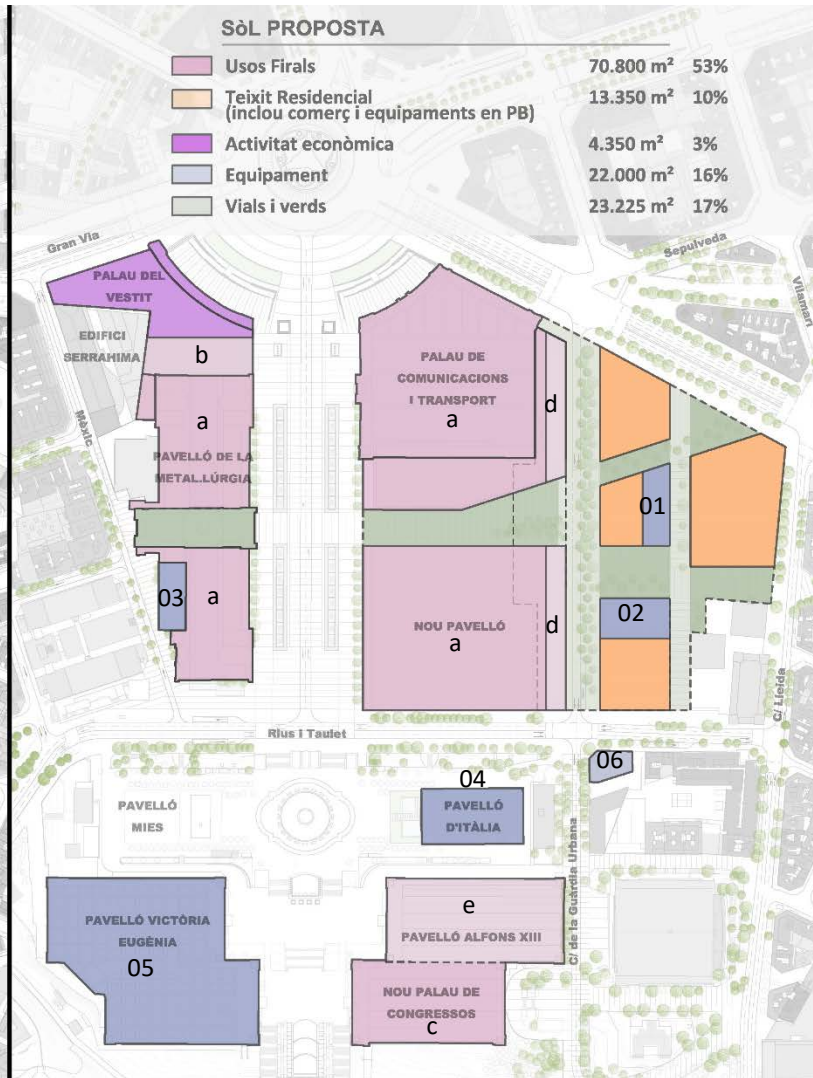 SòL PROPOSTA
Usos Firals 70.800 m² 53%
Teixit Residencial 13.350 m² 10%
(inclou comerç i equipaments en PB)
Activitat econòmica 4.350 m² 3%
Equipament 22.000 m² 16%
Vials i verds 23.225 m² 17%
Gran Via
Sepulveda
Vilamarí
PALAU DEL
VESTIT
EDIFICI
SERRAHIMA
b
Mèxic
a
PAVELLÓ DE LA
METAL.LÚRGIA
PALAU DE
COMUNICACIONS
I TRANSPORT
a
d
01
03
a
NOU PAVELLÓ
a
d
02
C/ Lleida
Rius i Taulet
PAVELLÓ
MIES
04
PAVELLÓ
D'ITÀLIA
06
C/ de la Guàrdia Urbana
PAVELLÓ VICTÒRIA
EUGÈNIA
05
e
PAVELLÓ ALFONS XIII
NOU PALAU DE
CONGRESSOS
c